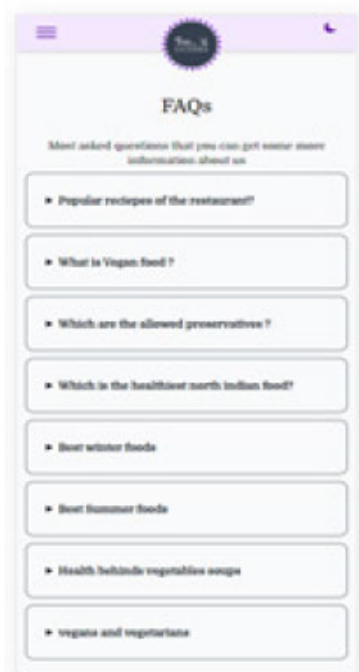 FAQs
Most asked questions that you can get some more
information about us
▸ Popular reciepes of the restaurant?
▸ What is Vegan food ?
▸ Which are the allowed preservatives ?
▸ Which is the healthiest north indian food?
▸ Best winter foods
▸ Best Summer foods
▸ Health behinds vegetables soups
▸ vegans and vegetarians